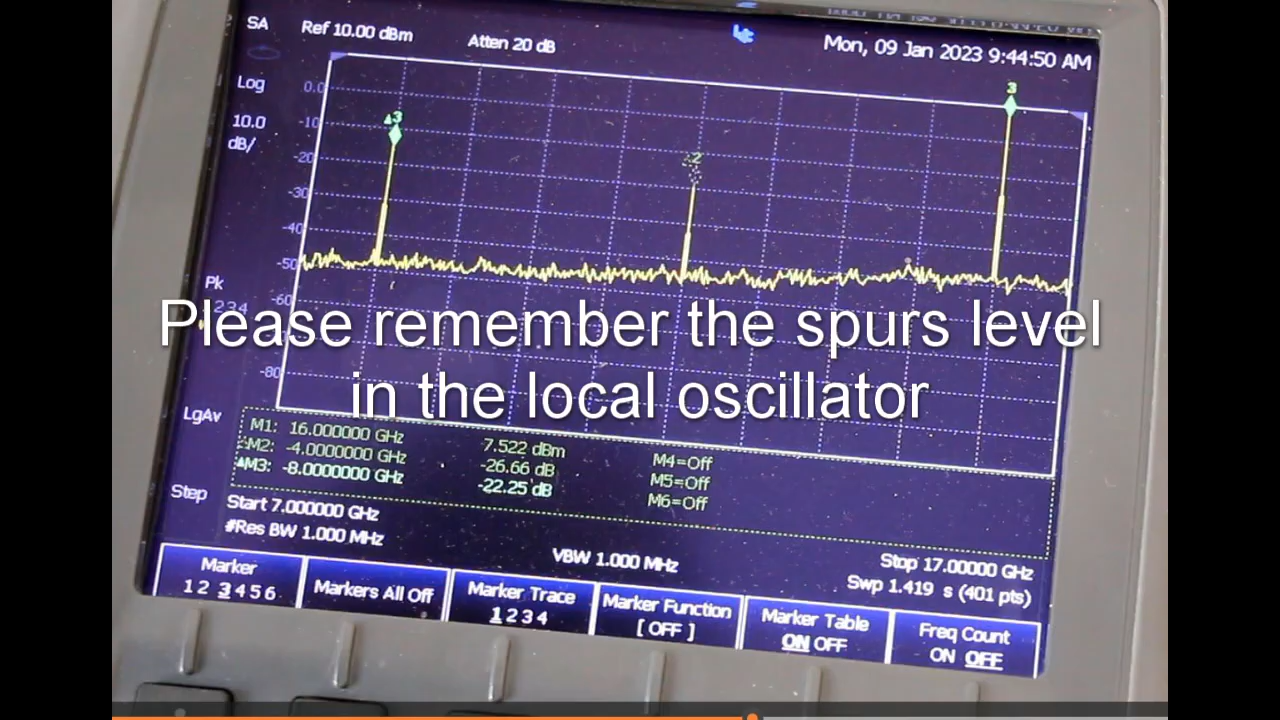 SA
Ref 10.00 dBm
Atten 20 dB
Mon, 09 Jan 2023 9:44:50 AM
Log
10.0
dB/
0.0
-10
-20
-30
-40
-50
-60
-80
3
2
3
Pk
Please remember the spurs level
in the local oscillator
LgAv
M1: 16.000000 GHz 7.522 dBm M4=Off
M2: -4.0000000 GHz -26.66 dB M5=Off
M3: -8.0000000 GHz -22.25 dB M6=Off
Step
Start 7.000000 GHz
Stop 17.00000 GHz
#Res BW 1.000 MHz
VBW 1.000 MHz
Swp 1.419 s (401 pts)
Marker
1 2 3 4 5 6
Markers All Off
Marker Trace
1 2 3 4
Marker Function
[ OFF ]
Marker Table
ON OFF
Freq Count
ON OFF